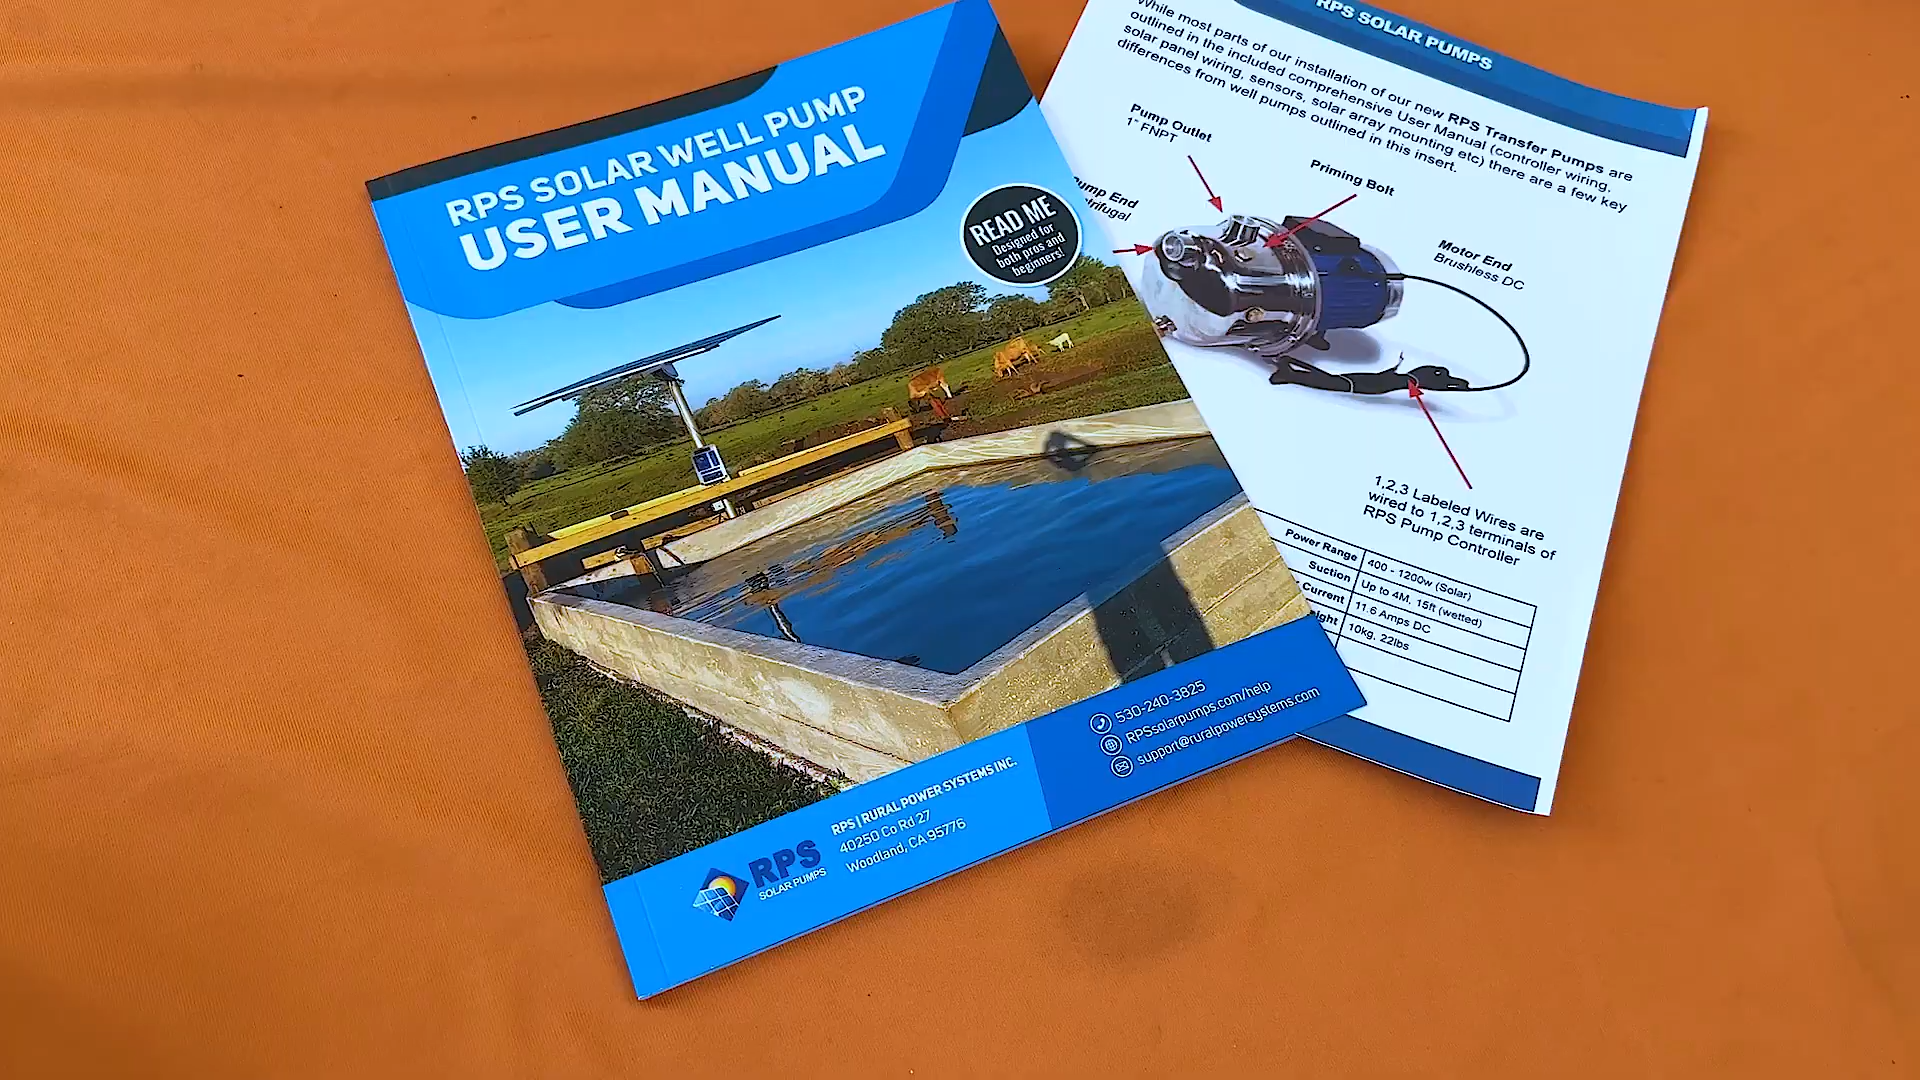 RPS SOLAR WELL PUMP
USER MANUAL
READ ME
Designed for
both pros and
beginners!
530-240-3825
RPSsolarpumps.com/help
support@ruralpowersystems.com
RPS | RURAL POWER SYSTEMS INC.
40250 Co Rd 27
Woodland, CA 95776
RPS
SOLAR PUMPS
RPS SOLAR PUMPS
While most parts of our installation of our new RPS Transfer Pumps are
outlined in the included comprehensive User Manual (controller wiring,
solar panel wiring, sensors, solar array mounting etc) there are a few key
differences from well pumps outlined in this insert.
Pump Outlet
1" FNPT
Priming Bolt
End
Motor End
Brushless DC
1,2,3 Labeled Wires are
wired to 1,2,3 terminals of
RPS Pump Controller
Power Range 400 - 1200w (Solar)
Suction Up to 4M, 15ft (wetted)
Current 11.6 Amps DC
10kg, 22lbs